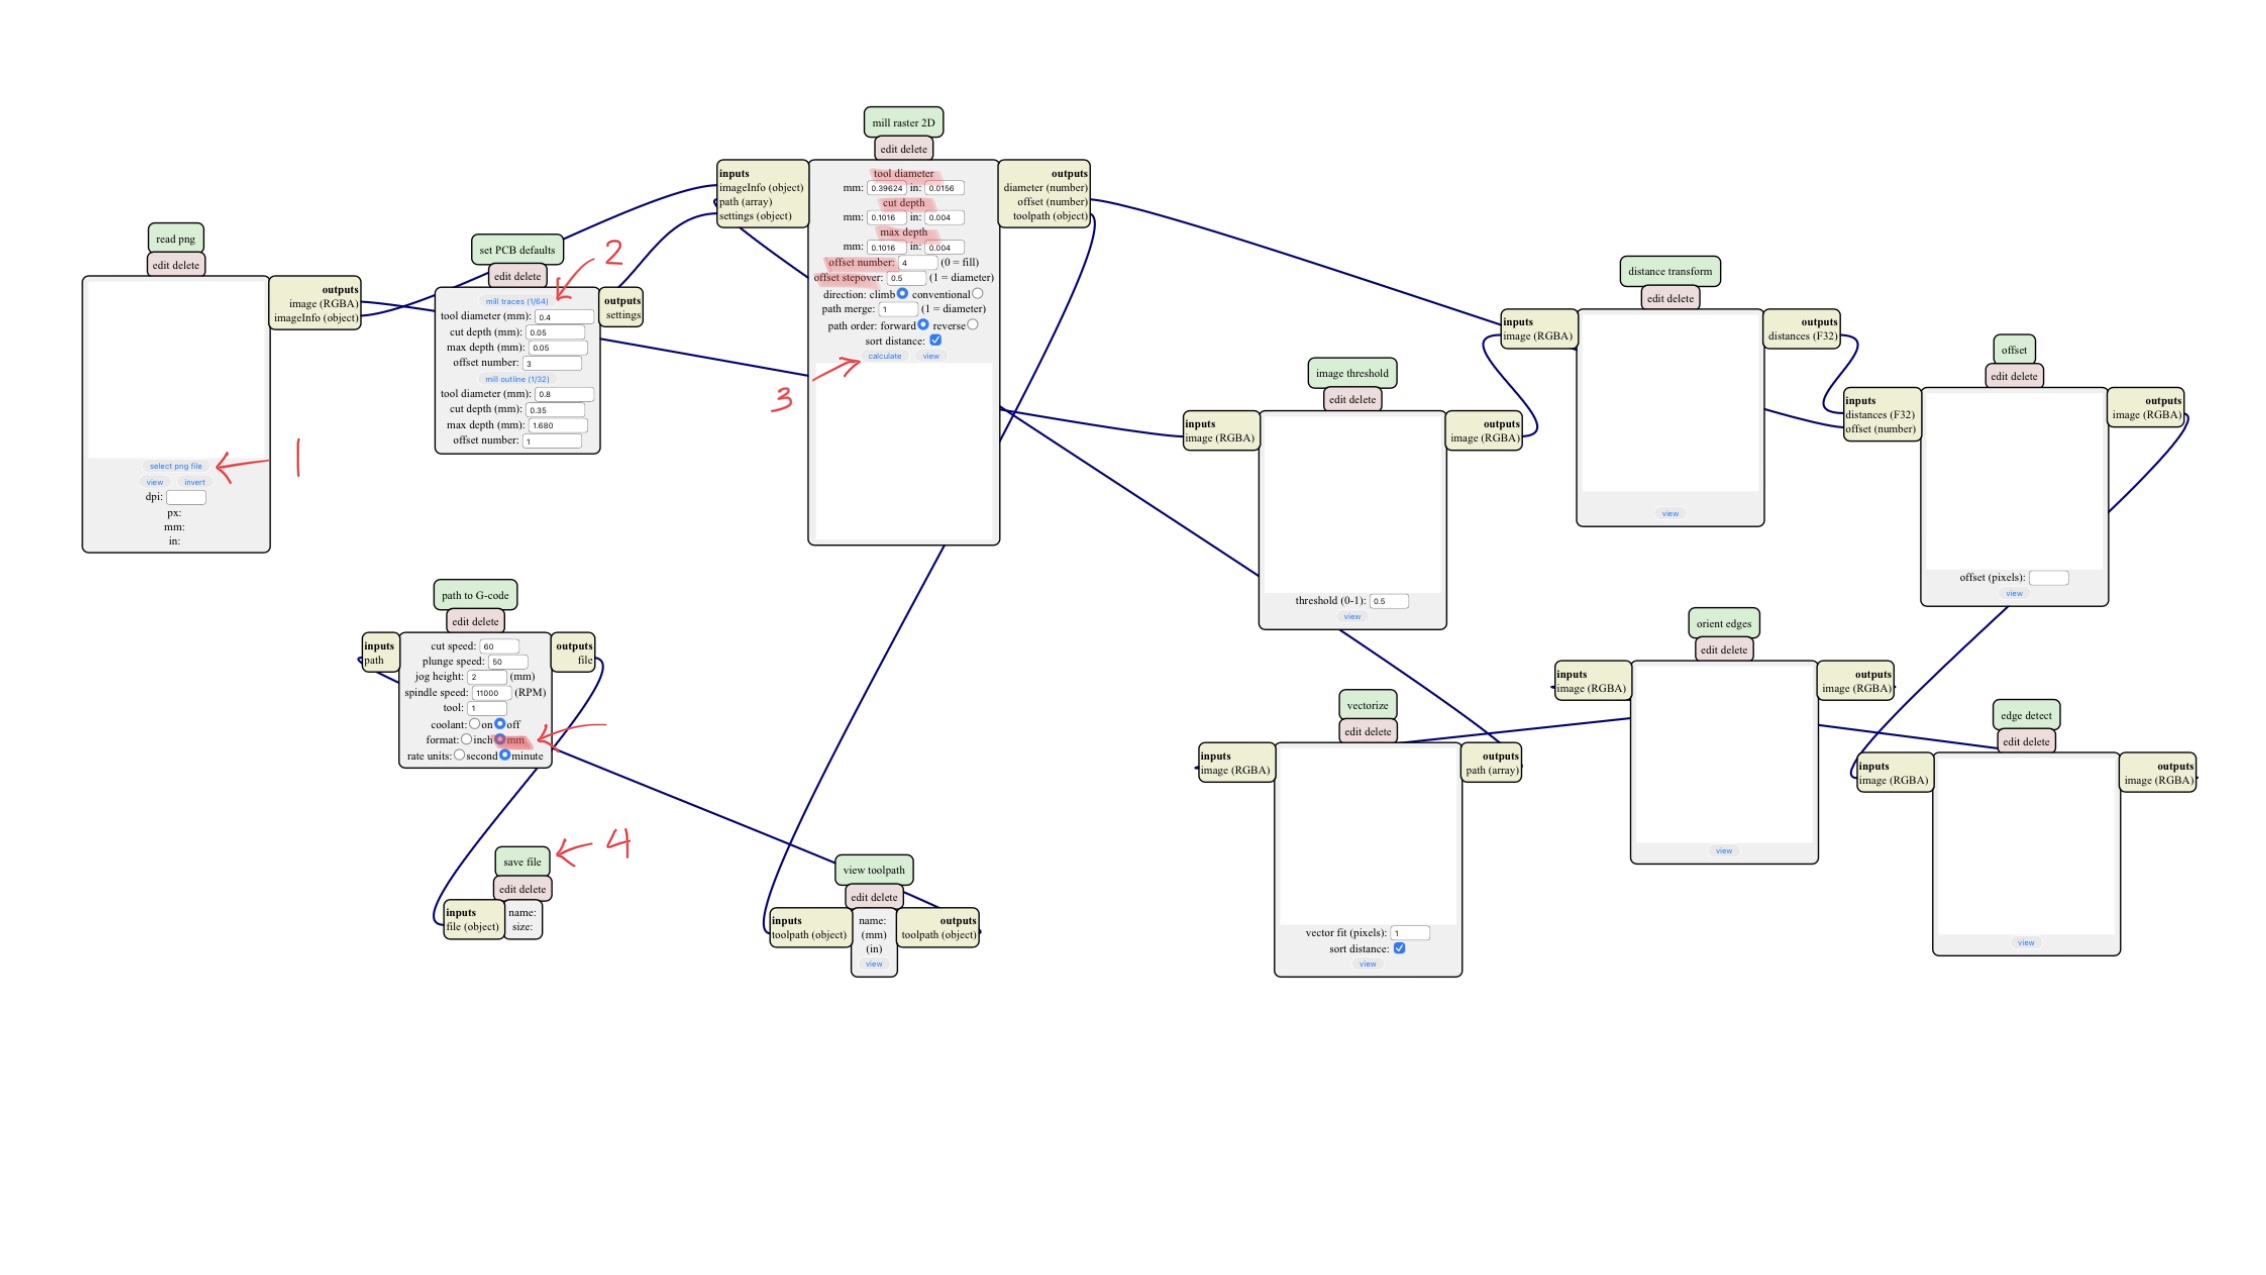 read png
edit delete
outputs
image (RGBA)
imageInfo (object)
select png file
view invert
dpi:
px:
mm:
in:
1
set PCB defaults
edit delete
2
mill traces (1/64)
tool diameter (mm): 0.4
cut depth (mm): 0.05
max depth (mm): 0.05
offset number: 3
mill outline (1/32)
tool diameter (mm): 0.8
cut depth (mm): 0.35
max depth (mm): 1.680
offset number: 1
outputs
settings
mill raster 2D
edit delete
inputs
imageInfo (object)
path (array)
settings (object)
tool diameter
mm: 0.39624 in: 0.0156
cut depth
mm: 0.1016 in: 0.004
max depth
mm: 0.1016 in: 0.004
offset number: 4 (0 = fill)
offset stepover: 0.5 (1 = diameter)
direction: climb conventional
path merge: 1 (1 = diameter)
path order: forward reverse
sort distance:
calculate view
3
outputs
diameter (number)
offset (number)
toolpath (object)
image threshold
edit delete
inputs
image (RGBA)
threshold (0-1): 0.5
view
outputs
image (RGBA)
distance transform
edit delete
inputs
image (RGBA)
view
outputs
distances (F32)
offset
edit delete
inputs
distances (F32)
offset (number)
offset (pixels):
view
outputs
image (RGBA)
path to G-code
edit delete
inputs
path
cut speed: 60
plunge speed: 50
jog height: 2 (mm)
spindle speed: 11000 (RPM)
tool: 1
coolant: on off
format: inch mm
rate units: second minute
outputs
file
save file
edit delete
4
inputs
file (object)
name:
size:
view toolpath
edit delete
inputs
toolpath (object)
name:
(mm)
(in)
view
outputs
toolpath (object)
vectorize
edit delete
inputs
image (RGBA)
vector fit (pixels): 1
sort distance:
view
outputs
path (array)
orient edges
edit delete
inputs
image (RGBA)
view
outputs
image (RGBA)
edge detect
edit delete
inputs
image (RGBA)
view
outputs
image (RGBA)